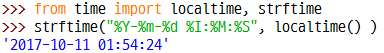 >>> from time import localtime, strftime
>>> strftime("%Y-%m-%d %I:%M:%S", localtime() )
'2017-10-11 01:54:24'